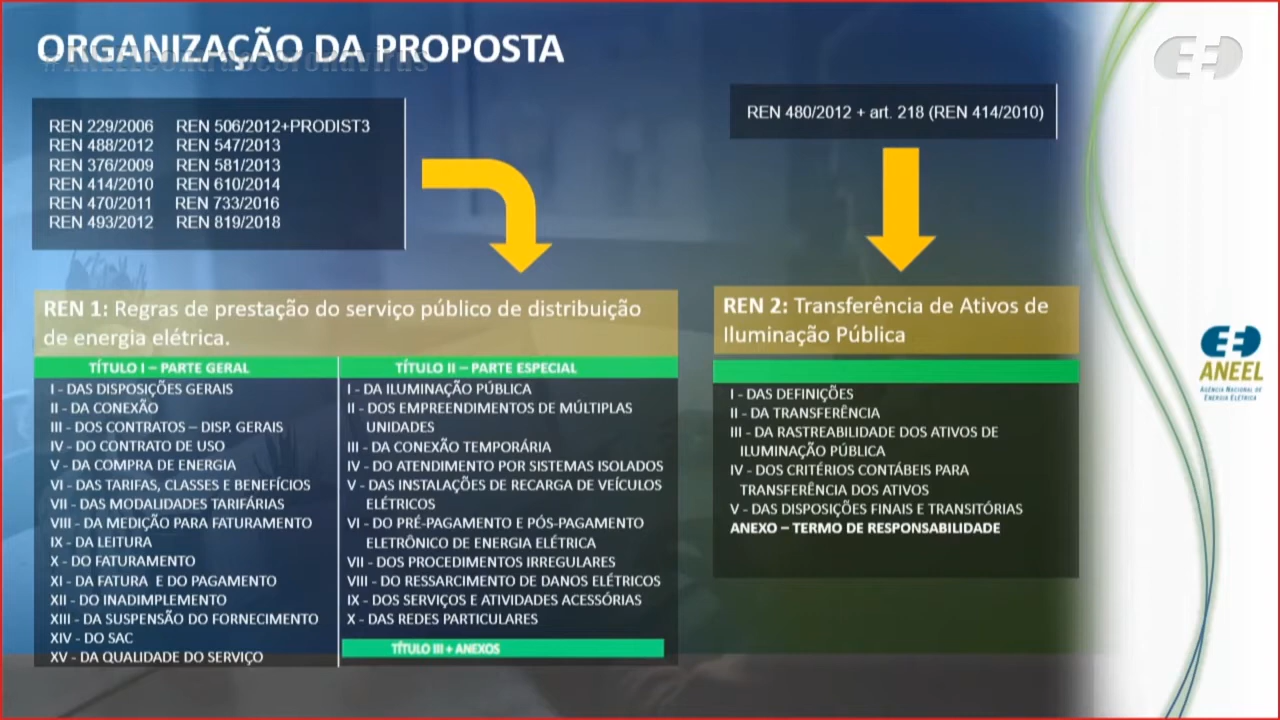 ORGANIZAÇÃO DA PROPOSTA
#ANEELcontraocoronavirus
REN 229/2006 REN 506/2012+PRODIST3
REN 488/2012 REN 547/2013
REN 376/2009 REN 581/2013
REN 414/2010 REN 610/2014
REN 470/2011 REN 733/2016
REN 493/2012 REN 819/2018
REN 480/2012 + art. 218 (REN 414/2010)
REN 1: Regras de prestação do serviço público de distribuição
de energia elétrica.
TÍTULO I – PARTE GERAL
I - DAS DISPOSIÇÕES GERAIS
II - DA CONEXÃO
III - DOS CONTRATOS – DISP. GERAIS
IV - DO CONTRATO DE USO
V - DA COMPRA DE ENERGIA
VI - DAS TARIFAS, CLASSES E BENEFÍCIOS
VII - DAS MODALIDADES TARIFÁRIAS
VIII - DA MEDIÇÃO PARA FATURAMENTO
IX - DA LEITURA
X - DO FATURAMENTO
XI - DA FATURA E DO PAGAMENTO
XII - DO INADIMPLEMENTO
XIII - DA SUSPENSÃO DO FORNECIMENTO
XIV - DO SAC
XV - DA QUALIDADE DO SERVIÇO
TÍTULO II – PARTE ESPECIAL
I - DA ILUMINAÇÃO PÚBLICA
II - DOS EMPREENDIMENTOS DE MÚLTIPLAS
UNIDADES
III - DA CONEXÃO TEMPORÁRIA
IV - DO ATENDIMENTO POR SISTEMAS ISOLADOS
V - DAS INSTALAÇÕES DE RECARGA DE VEÍCULOS
ELÉTRICOS
VI - DO PRÉ-PAGAMENTO E PÓS-PAGAMENTO
ELETRÔNICO DE ENERGIA ELÉTRICA
VII - DOS PROCEDIMENTOS IRREGULARES
VIII - DO RESSARCIMENTO DE DANOS ELÉTRICOS
IX - DOS SERVIÇOS E ATIVIDADES ACESSÓRIAS
X - DAS REDES PARTICULARES
TÍTULO III + ANEXOS
REN 2: Transferência de Ativos de
Iluminação Pública
I - DAS DEFINIÇÕES
II - DA TRANSFERÊNCIA
III - DA RASTREABILIDADE DOS ATIVOS DE
ILUMINAÇÃO PÚBLICA
IV - DOS CRITÉRIOS CONTÁBEIS PARA
TRANSFERÊNCIA DOS ATIVOS
V - DAS DISPOSIÇÕES FINAIS E TRANSITÓRIAS
ANEXO – TERMO DE RESPONSABILIDADE
ANEEL
AGÊNCIA NACIONAL DE
ENERGIA ELÉTRICA